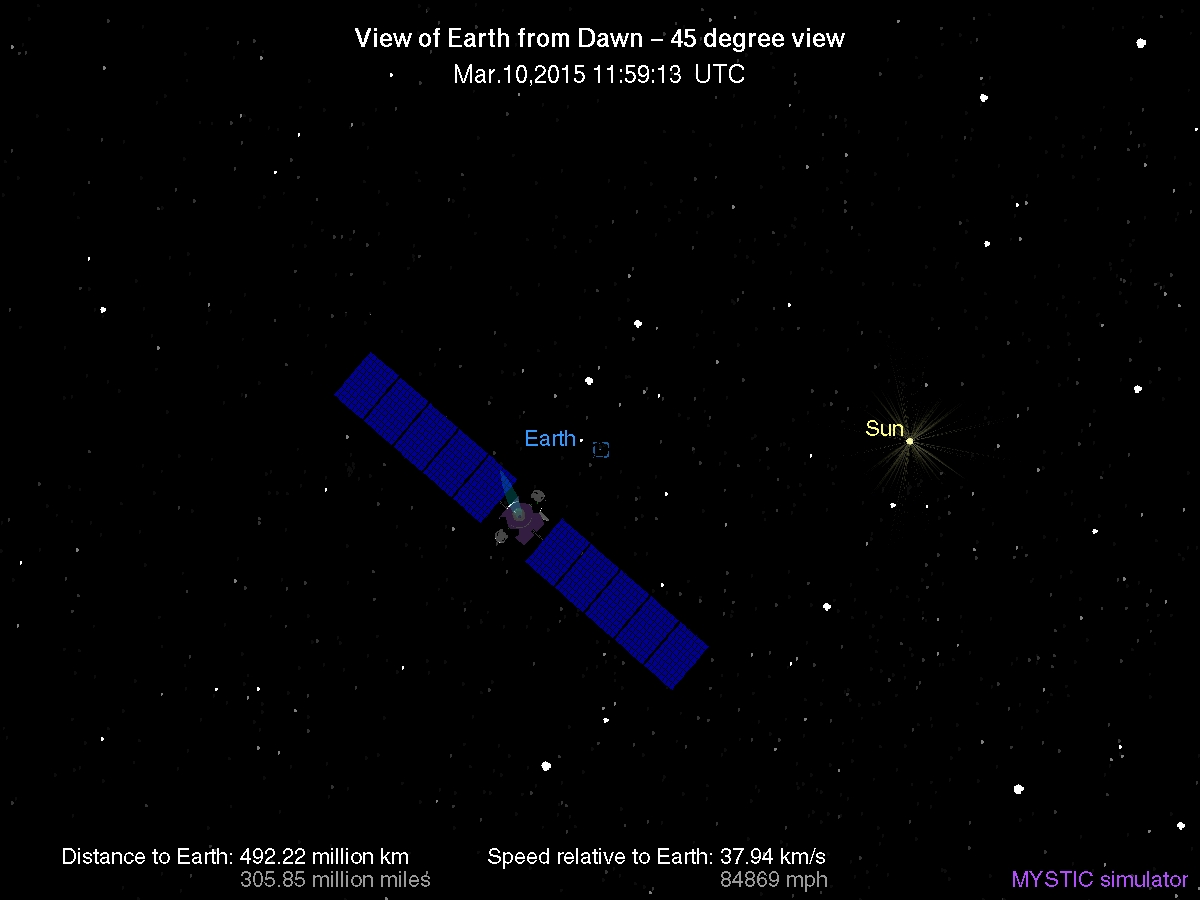 View of Earth from Dawn – 45 degree view
Mar.10,2015 11:59:13 UTC
Earth
Sun
Distance to Earth: 492.22 million km
305.85 million miles
Speed relative to Earth: 37.94 km/s
84869 mph
MYSTIC simulator